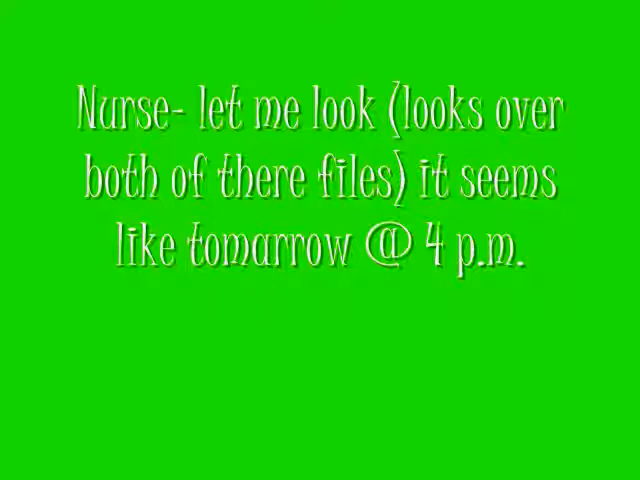 Nurse- let me look (looks over
both of there files) it seems
like tomarrow @ 4 p.m.